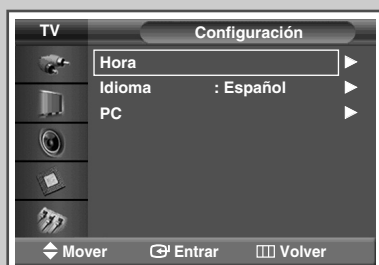 TV Configuración
Hora
Idioma : Español
PC
Mover Entrar Volver